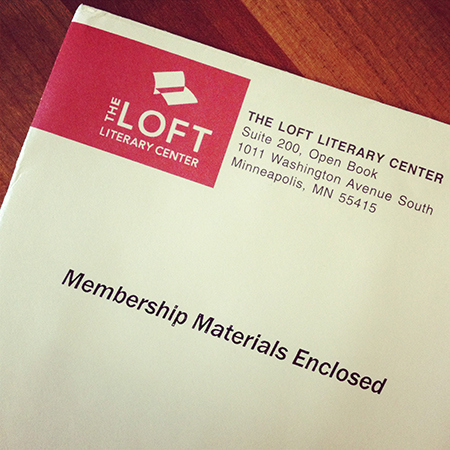 THE
LOFT
LITERARY CENTER
THE LOFT LITERARY CENTER
Suite 200, Open Book
1011 Washington Avenue South
Minneapolis, MN 55415
Membership Materials Enclosed